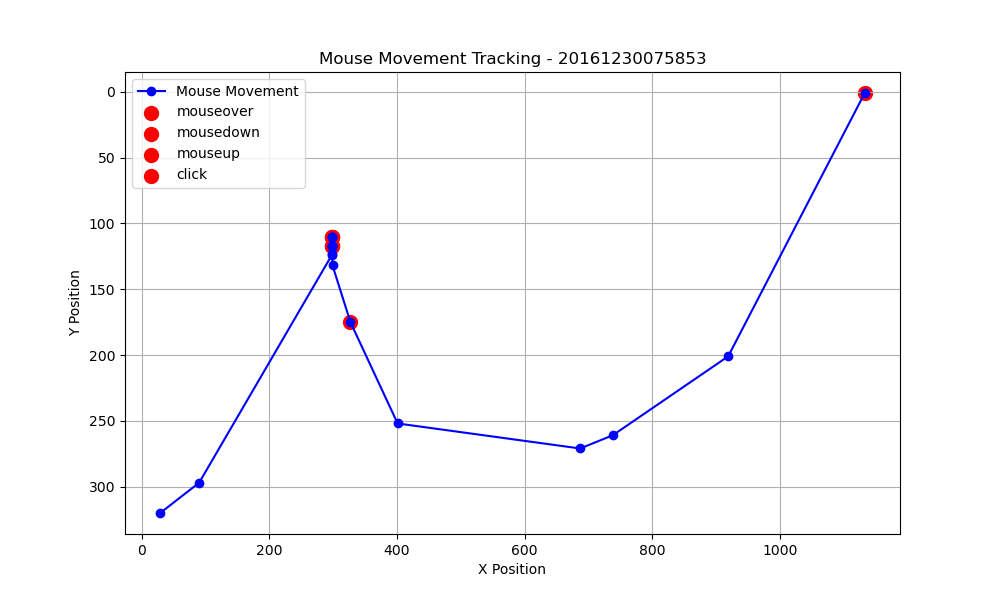 Mouse Movement Tracking - 20161230075853
Mouse Movement
mouseover
mousedown
mouseup
click
0
50
100
150
200
250
300
Y Position
0 200 400 600 800 1000
X Position